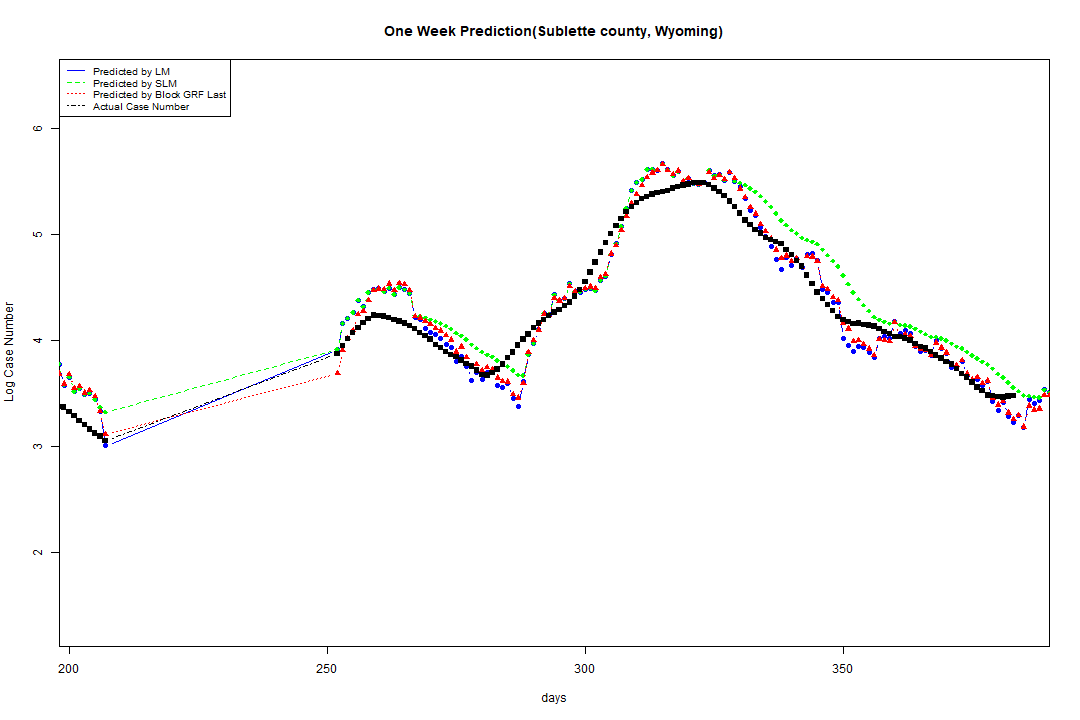 One Week Prediction(Sublette county, Wyoming)
Predicted by LM
Predicted by SLM
Predicted by Block GRF Last
Actual Case Number
Log Case Number
6
5
4
3
2
200
250
300
350
days